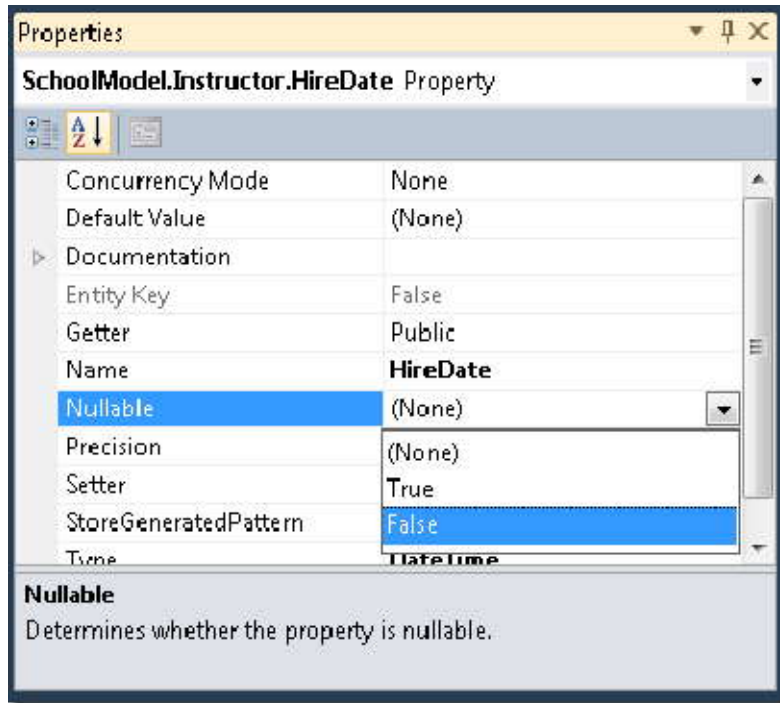 Properties
SchoolModel.Instructor.HireDate Property
Concurrency Mode None
Default Value (None)
Documentation
Entity Key False
Getter Public
Name HireDate
Nullable (None)
Precision (None)
Setter True
StoreGeneratedPattern False
Type DateTime
Nullable
Determines whether the property is nullable.